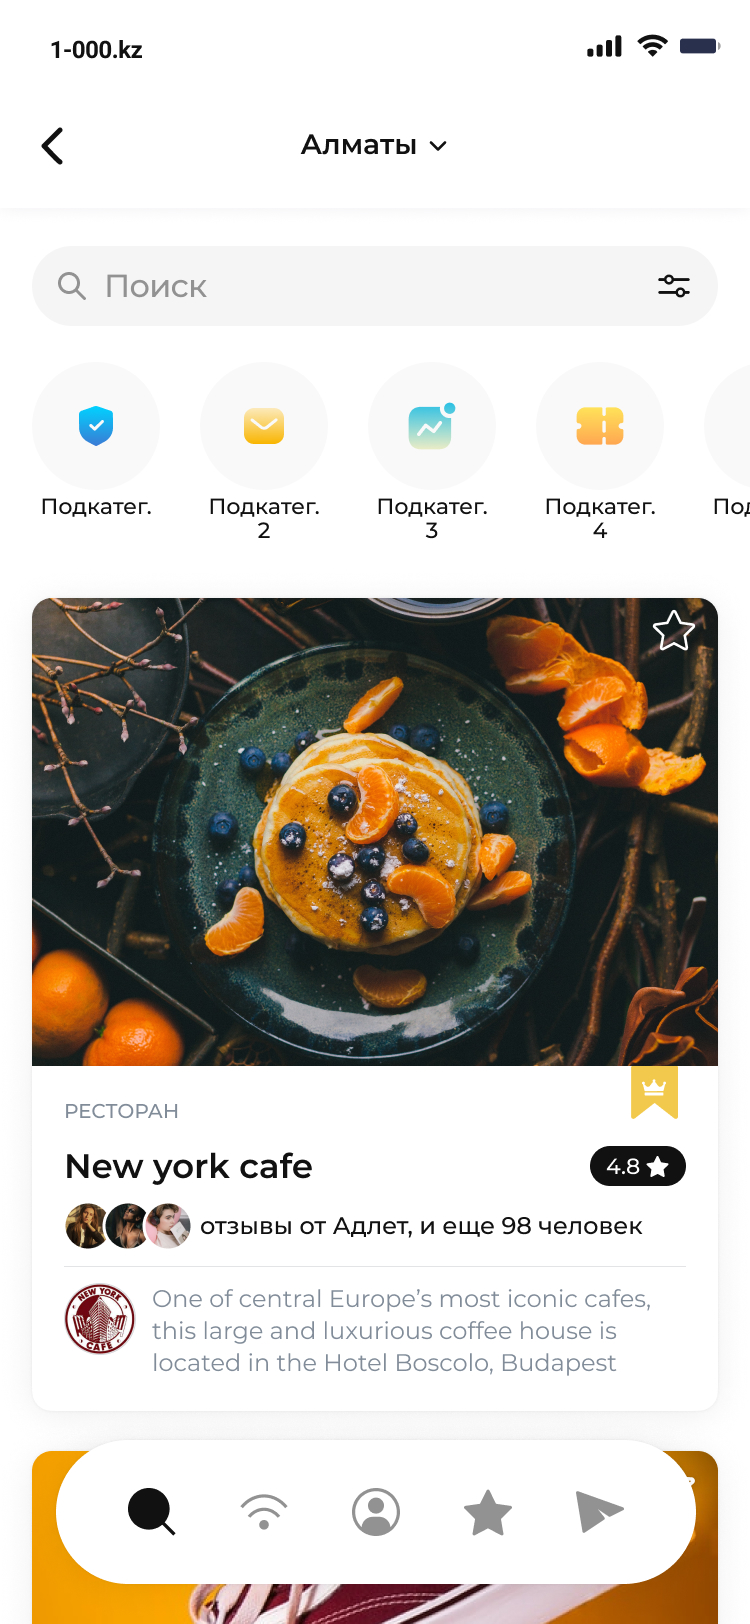 1-000.kz
Алматы
Поиск
Подкатег.
Подкатег.
2
Подкатег.
3
Подкатег.
4
РЕСТОРАН
New york cafe
4.8
отзывы от Адлет, и еще 98 человек
NEW YORK
CAFE
One of central Europe’s most iconic cafes,
this large and luxurious coffee house is
located in the Hotel Boscolo, Budapest